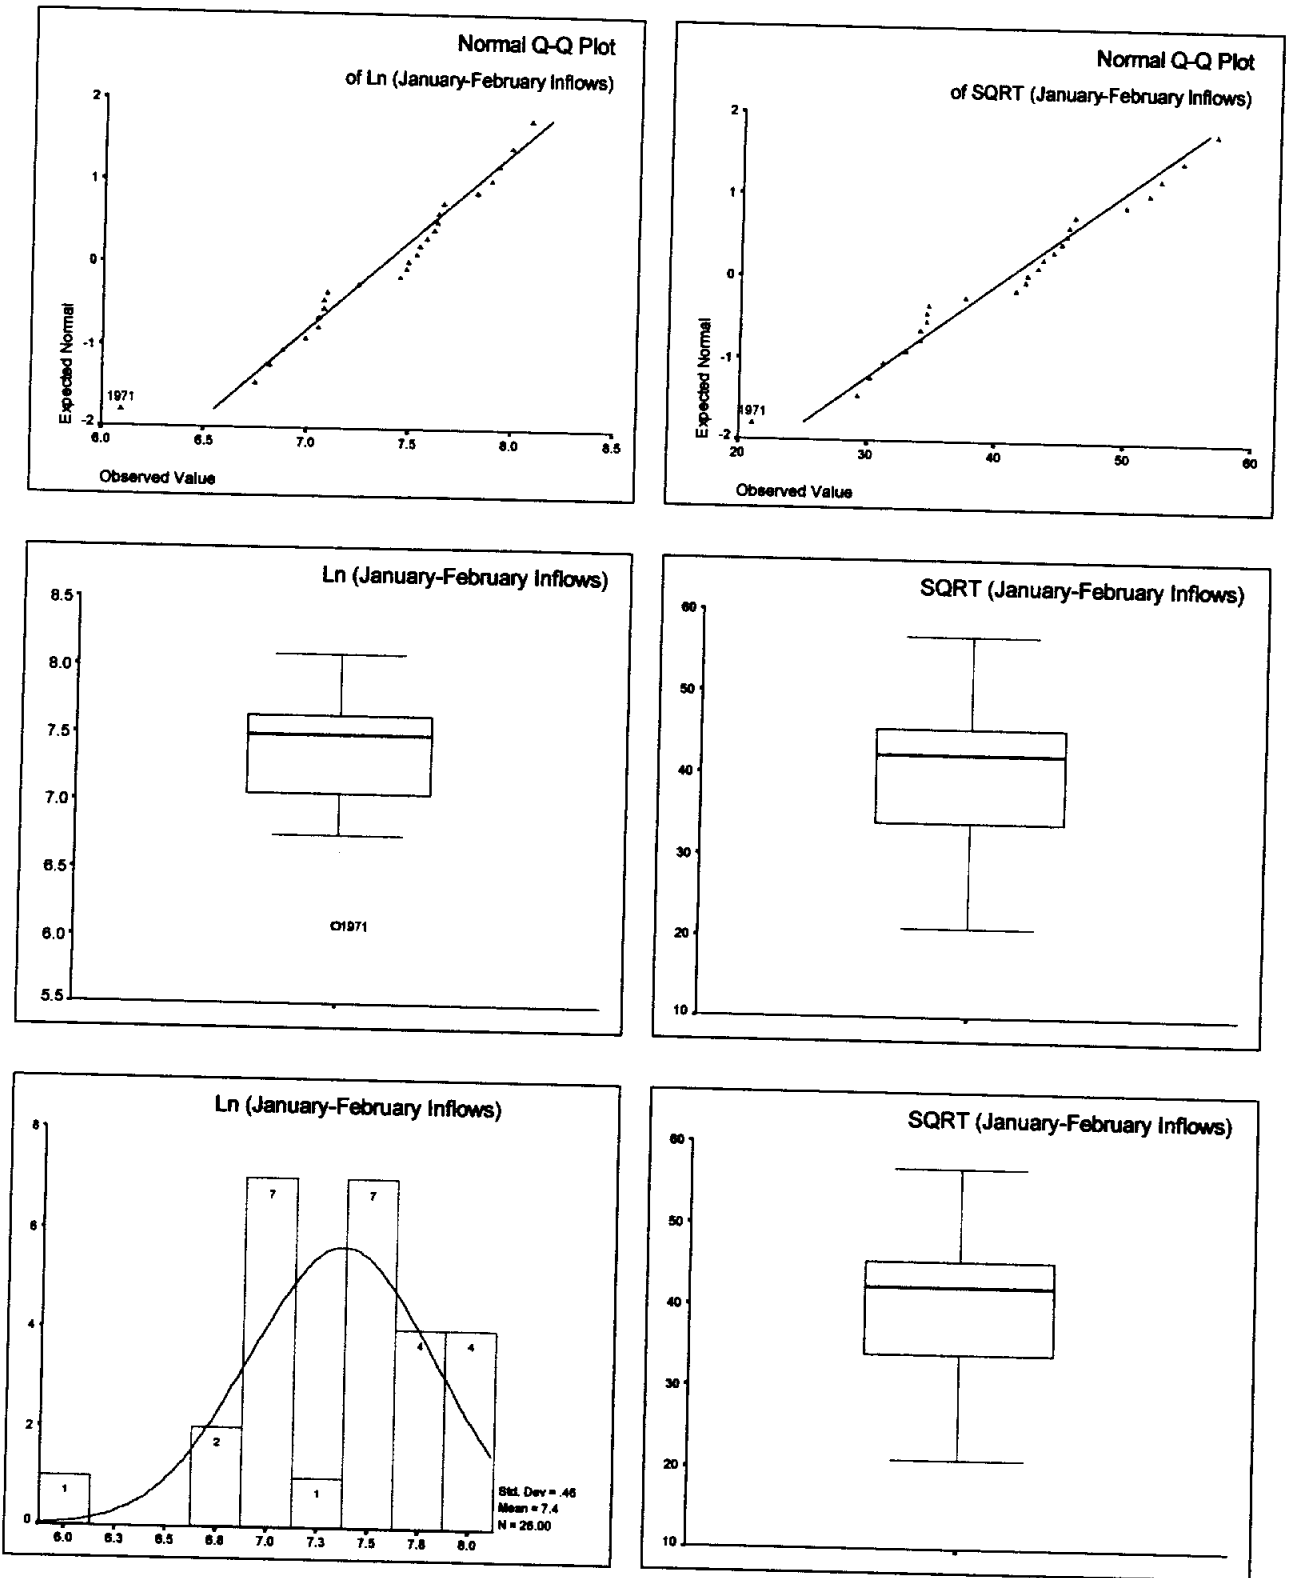 Normal Q-Q Plot
of Ln (January-February Inflows)
2
1
0
-1
-2
Expected Normal
1971
6.0 6.5 7.0 7.5 8.0 8.5
Observed Value
Normal Q-Q Plot
of SQRT (January-February Inflows)
2
1
0
-1
-2
Expected Normal
1971
20 30 40 50 60
Observed Value
Ln (January-February Inflows)
8.5
8.0
7.5
7.0
6.5
6.0
5.5
1971
SQRT (January-February Inflows)
60
50
40
30
20
10
Ln (January-February Inflows)
8
6
4
2
0
1
2
7
1
7
4
4
6.0 6.3 6.5 6.8 7.0 7.3 7.5 7.8 8.0
Std. Dev = .46
Mean = 7.4
N = 26.00
SQRT (January-February Inflows)
60
50
40
30
20
10